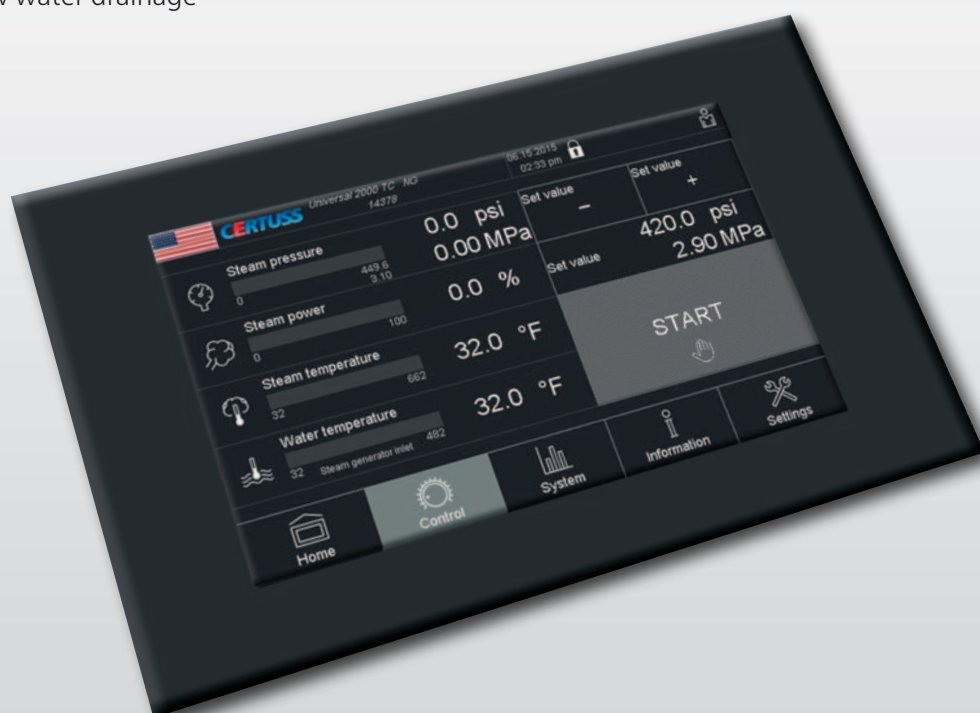 water drainage
CERTUSS
Universal 2000 TC NG
14378
06.15.2015
02:33 pm
Steam pressure
0
449.6
3.10
0.0 psi
0.00 MPa
Set value
–
Set value
+
Set value
420.0 psi
2.90 MPa
Steam power
0
100
0.0 %
Steam temperature
32
662
32.0 °F
START
Water temperature
32
Steam generator inlet
482
32.0 °F
Home
Control
System
Information
Settings